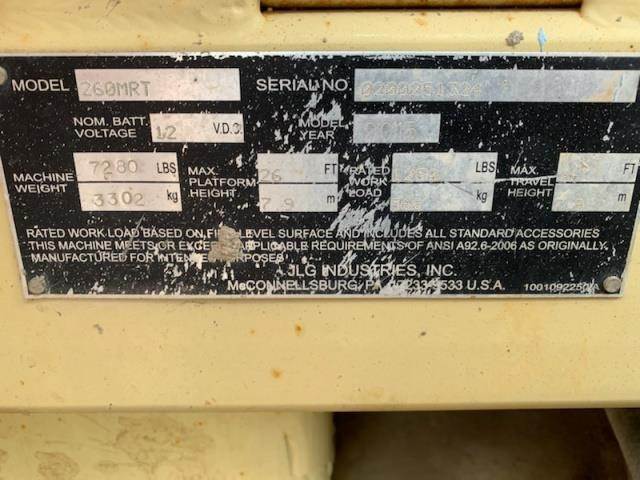 MODEL 260MRT SERIAL NO.
NOM. BATT. VOLTAGE 12 V.D.C. MODEL YEAR
MACHINE WEIGHT 7280 LBS MAX. PLATFORM HEIGHT 26 FT RATED WORK LOAD LBS MAX. TRAVEL HEIGHT FT
3302 kg 7.9 m kg m
RATED WORK LOAD BASED ON LEVEL SURFACE AND INCLUDES ALL STANDARD ACCESSORIES
THIS MACHINE MEETS OR EXCEEDS APPLICABLE REQUIREMENTS OF ANSI A92.6-2006 AS ORIGINALLY
MANUFACTURED FOR INTENDED PURPOSES
JLG INDUSTRIES, INC.
McCONNELLSBURG, PA 17233-9533 U.S.A.